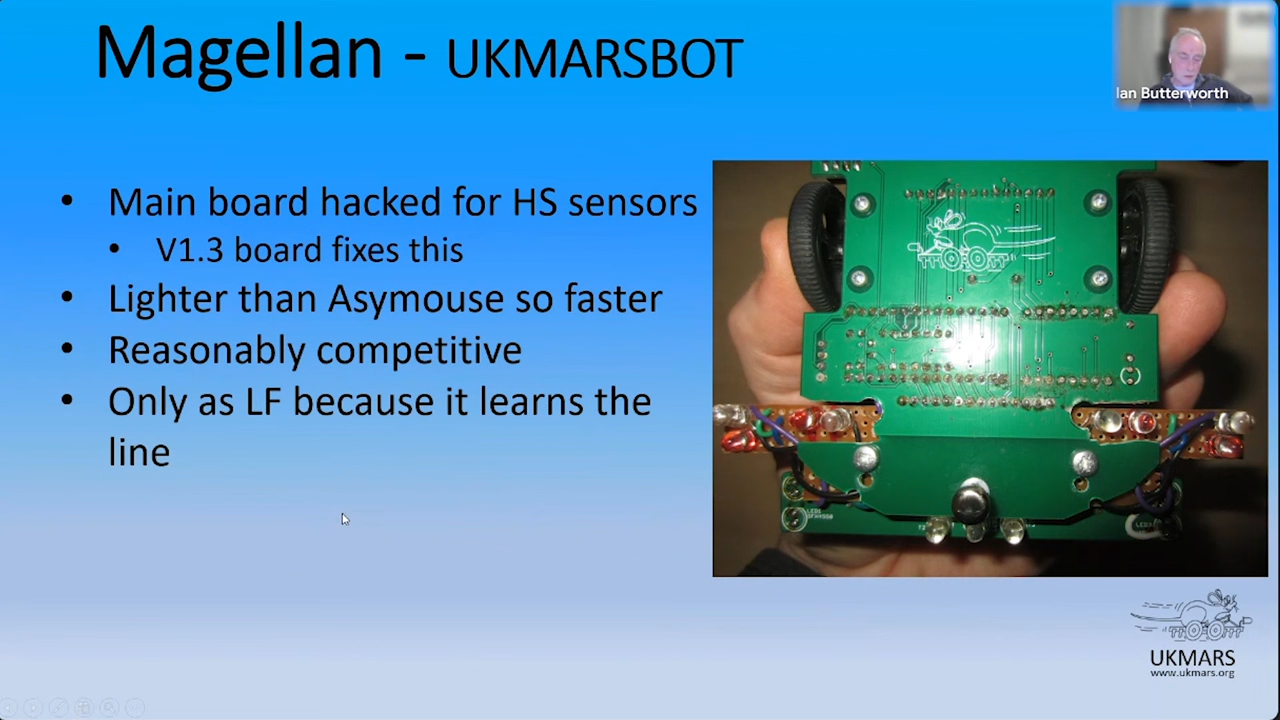 Magellan - UKMARSBOT
Ian Butterworth
• Main board hacked for HS sensors
• V1.3 board fixes this
• Lighter than Asymouse so faster
• Reasonably competitive
• Only as LF because it learns the
line
UKMARS
www.ukmars.org